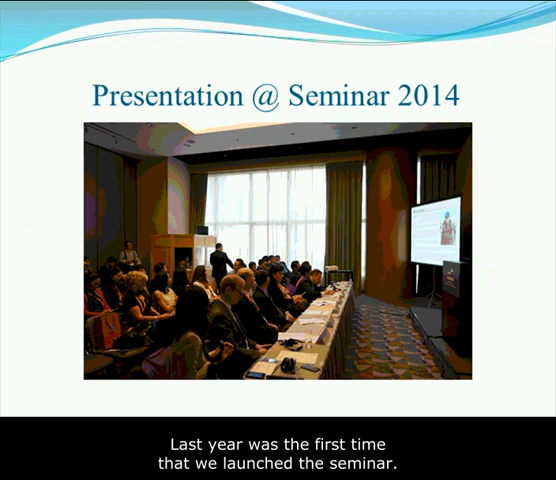 Presentation @ Seminar 2014
Last year was the first time
that we launched the seminar.